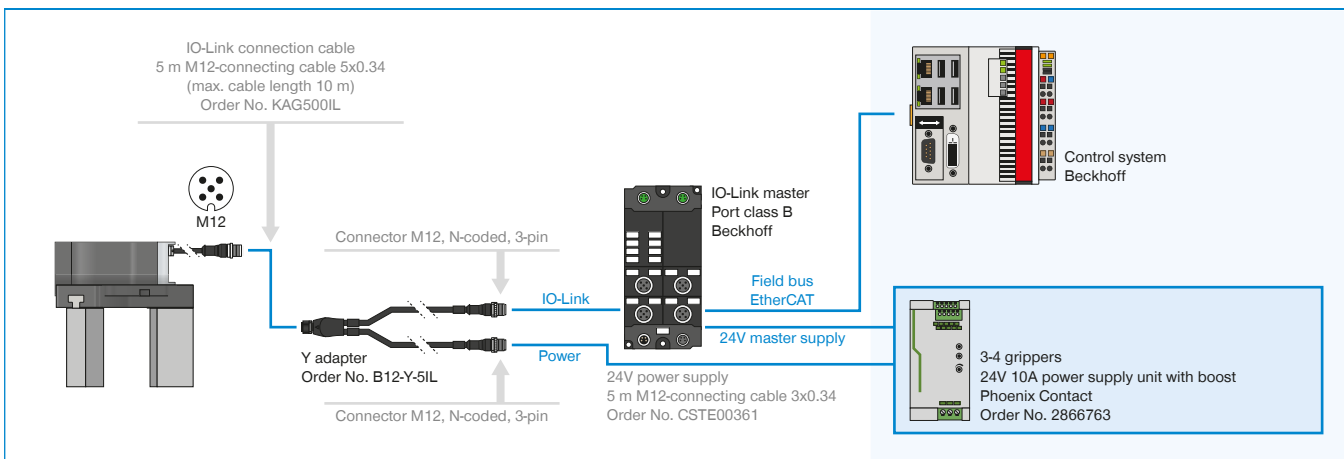 IO-Link connection cable
5 m M12-connecting cable 5x0.34
(max. cable length 10 m)
Order No. KAG500IL
M12
Connector M12, N-coded, 3-pin
IO-Link master
Port class B
Beckhoff
Control system
Beckhoff
IO-Link
Field bus
EtherCAT
24V master supply
Y adapter
Order No. B12-Y-5IL
Power
Connector M12, N-coded, 3-pin
24V power supply
5 m M12-connecting cable 3x0.34
Order No. CSTE00361
3-4 grippers
24V 10A power supply unit with boost
Phoenix Contact
Order No. 2866763